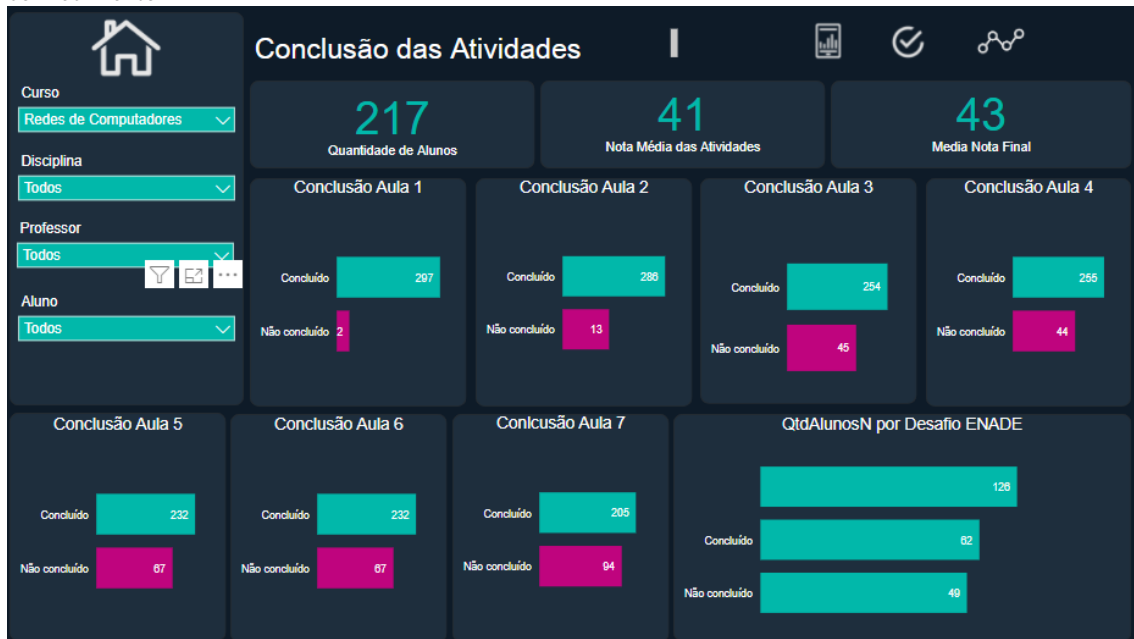 Conclusão das Atividades
Curso
Redes de Computadores
Disciplina
Todos
Professor
Todos
Aluno
Todos
217
Quantidade de Alunos
41
Nota Média das Atividades
43
Media Nota Final
Conclusão Aula 1
Concluído 297
Não concluído 2
Conclusão Aula 2
Concluído 286
Não concluído 13
Conclusão Aula 3
Concluído 254
Não concluído 45
Conclusão Aula 4
Concluído 255
Não concluído 44
Conclusão Aula 5
Concluído 232
Não concluído 67
Conclusão Aula 6
Concluído 232
Não concluído 67
Conlcusão Aula 7
Concluído 205
Não concluído 94
QtdAlunosN por Desafio ENADE
126
Concluído 62
Não concluído 49